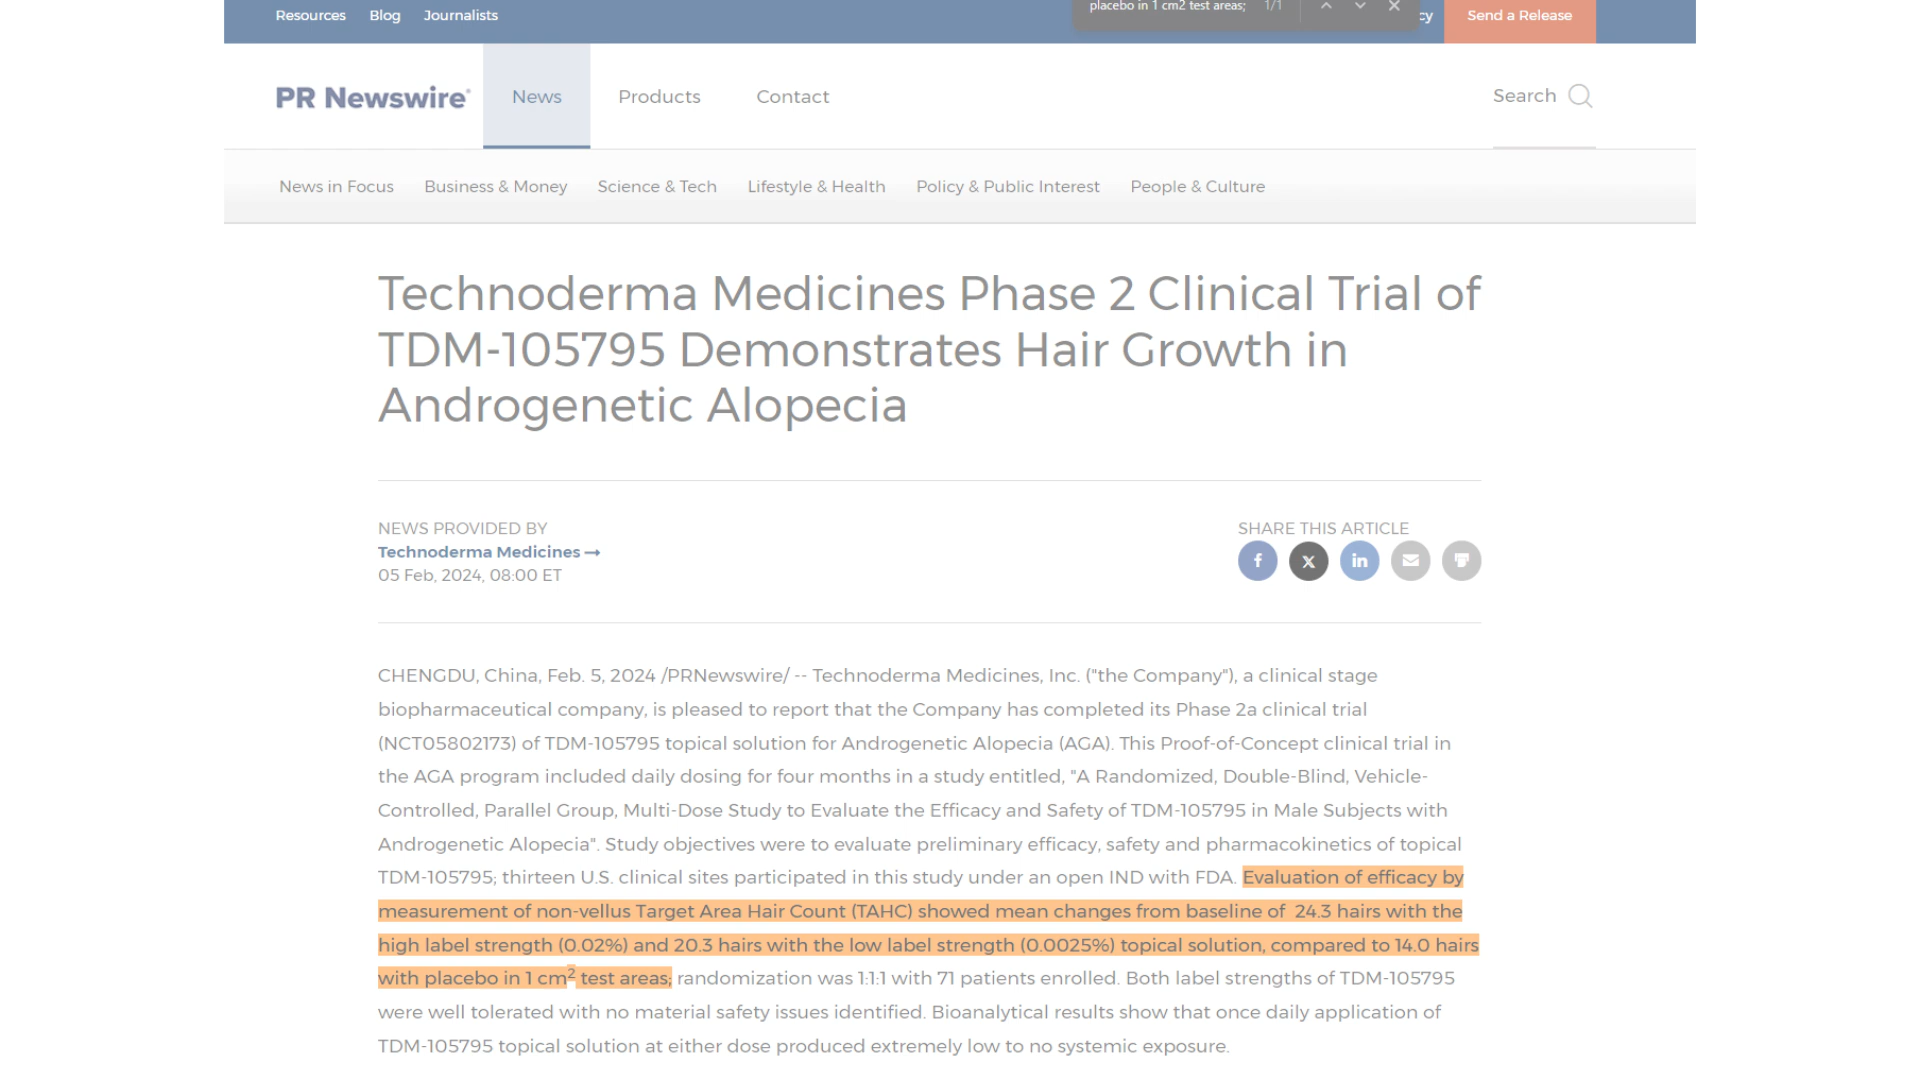 Resources Blog Journalists
placebo in 1 cm2 test areas; 1/1
cy Send a Release
PR Newswire® News Products Contact Search
News in Focus Business & Money Science & Tech Lifestyle & Health Policy & Public Interest People & Culture
Technoderma Medicines Phase 2 Clinical Trial of
TDM-105795 Demonstrates Hair Growth in
Androgenetic Alopecia
NEWS PROVIDED BY
Technoderma Medicines →
05 Feb, 2024, 08:00 ET
SHARE THIS ARTICLE
CHENGDU, China, Feb. 5, 2024 /PRNewswire/ -- Technoderma Medicines, Inc. ("the Company"), a clinical stage
biopharmaceutical company, is pleased to report that the Company has completed its Phase 2a clinical trial
(NCT05802173) of TDM-105795 topical solution for Androgenetic Alopecia (AGA). This Proof-of-Concept clinical trial in
the AGA program included daily dosing for four months in a study entitled, "A Randomized, Double-Blind, Vehicle-
Controlled, Parallel Group, Multi-Dose Study to Evaluate the Efficacy and Safety of TDM-105795 in Male Subjects with
Androgenetic Alopecia". Study objectives were to evaluate preliminary efficacy, safety and pharmacokinetics of topical
TDM-105795; thirteen U.S. clinical sites participated in this study under an open IND with FDA. Evaluation of efficacy by
measurement of non-vellus Target Area Hair Count (TAHC) showed mean changes from baseline of 24.3 hairs with the
high label strength (0.02%) and 20.3 hairs with the low label strength (0.0025%) topical solution, compared to 14.0 hairs
with placebo in 1 cm² test areas; randomization was 1:1:1 with 71 patients enrolled. Both label strengths of TDM-105795
were well tolerated with no material safety issues identified. Bioanalytical results show that once daily application of
TDM-105795 topical solution at either dose produced extremely low to no systemic exposure.